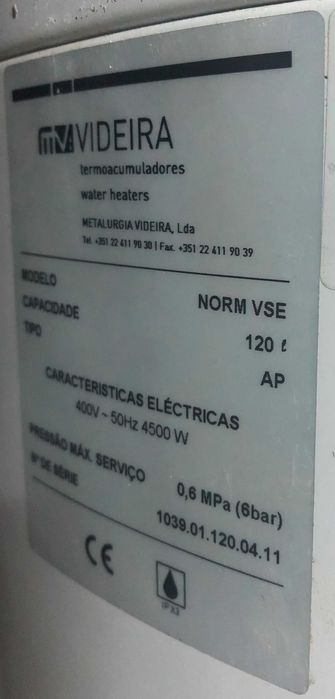 MV VIDEIRA
termoacumuladores
water heaters
METALURGIA VIDEIRA, Lda
Tel. +351 22 411 90 30 | Fax. +351 22 411 90 39
MODELO NORM VSE
CAPACIDADE 120 ℓ
TIPO AP
CARACTERISTICAS ELÉCTRICAS
400V ~ 50Hz 4500 W
PRESSÃO MÁX. SERVIÇO 0,6 MPa (6bar)
Nº DE SÉRIE 1039.01.120.04.11
CE